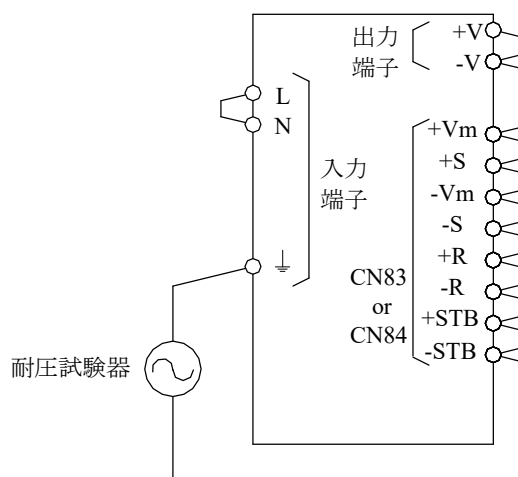 出力
端子
+V
-V
L
N
入力
端子
+Vm
+S
-Vm
-S
+R
-R
+STB
-STB
CN83
or
CN84
耐圧試験器